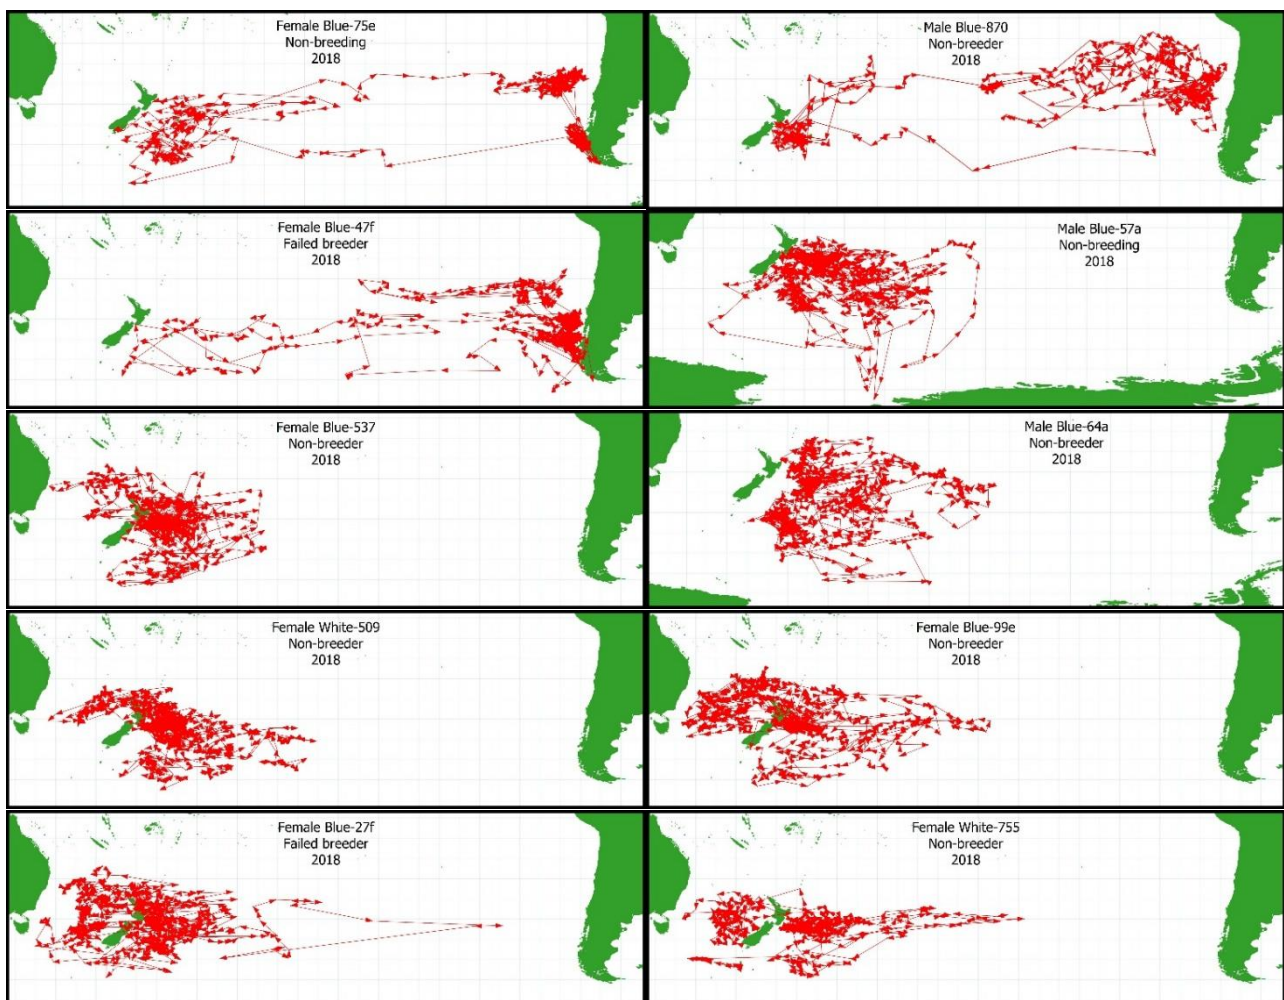 Female Blue-75e
Non-breeding
2018
Male Blue-870
Non-breeder
2018
Female Blue-47f
Failed breeder
2018
Male Blue-57a
Non-breeding
2018
Female Blue-537
Non-breeder
2018
Male Blue-64a
Non-breeder
2018
Female White-509
Non-breeder
2018
Female Blue-99e
Non-breeder
2018
Female Blue-27f
Failed breeder
2018
Female White-755
Non-breeder
2018